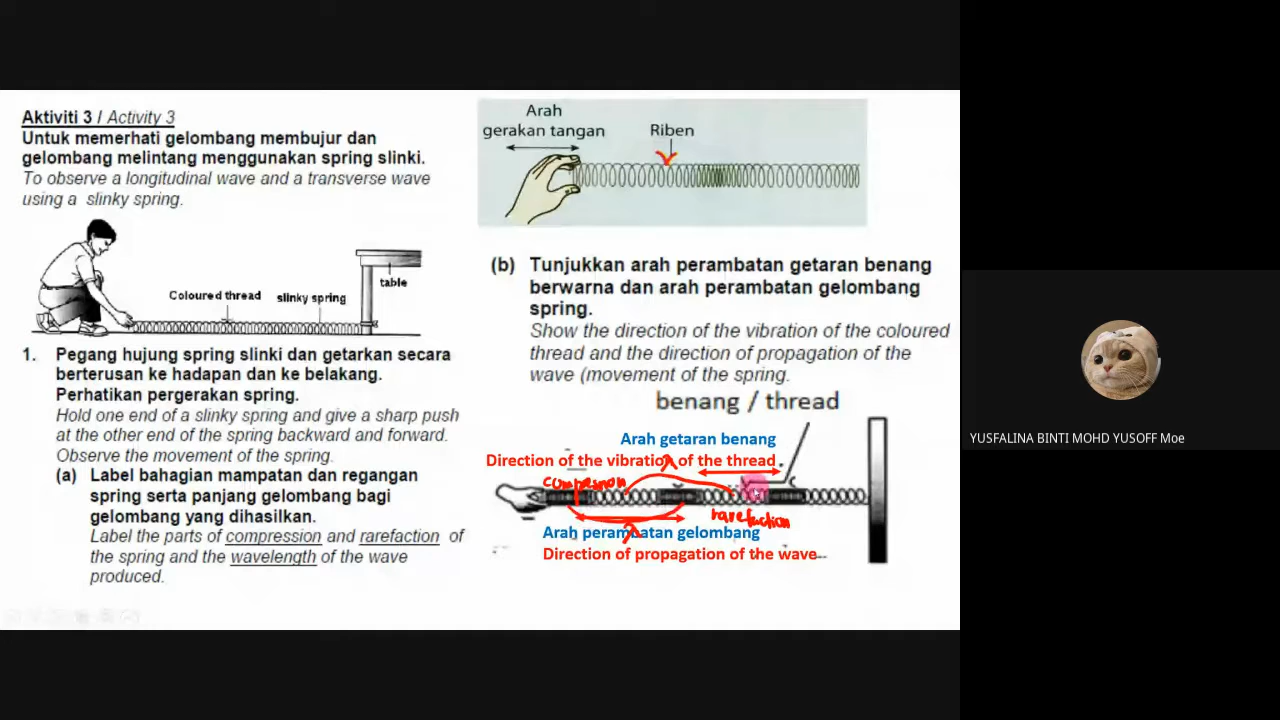 Aktiviti 3 / Activity 3
Untuk memerhati gelombang membujur dan
gelombang melintang menggunakan spring slinki.
To observe a longitudinal wave and a transverse wave
using a slinky spring.
Coloured thread
slinky spring
table
1. Pegang hujung spring slinki dan getarkan secara
berterusan ke hadapan dan ke belakang.
Perhatikan pergerakan spring.
Hold one end of a slinky spring and give a sharp push
at the other end of the spring backward and forward.
Observe the movement of the spring.
(a) Label bahagian mampatan dan regangan
spring serta panjang gelombang bagi
gelombang yang dihasilkan.
Label the parts of compression and rarefaction of
the spring and the wavelength of the wave
produced.
Arah
gerakan tangan
Riben
(b) Tunjukkan arah perambatan getaran benang
berwarna dan arah perambatan gelombang
spring.
Show the direction of the vibration of the coloured
thread and the direction of propagation of the
wave (movement of the spring.
benang / thread
Arah getaran benang
Direction of the vibration of the thread
λ
C
rarefaction
λ
Arah perambatan gelombang
Direction of propagation of the wave
YUSFALINA BINTI MOHD YUSOFF Moe